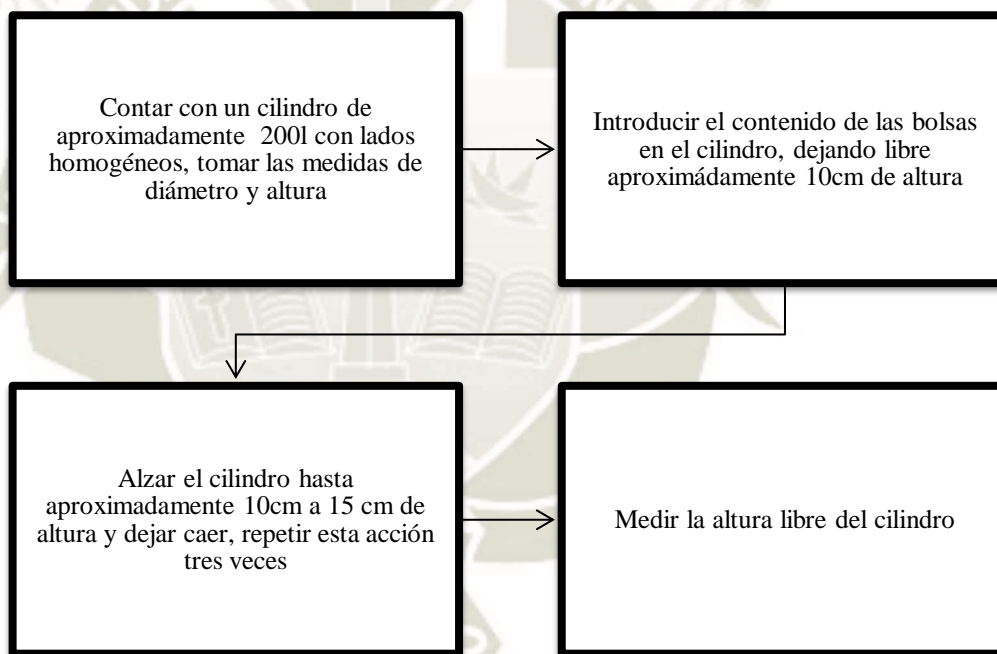 Contar con un cilindro de
aproximadamente 200l con lados
homogéneos, tomar las medidas de
diámetro y altura
Introducir el contenido de las bolsas
en el cilindro, dejando libre
aproximádamente 10cm de altura
Alzar el cilindro hasta
aproximadamente 10cm a 15 cm de
altura y dejar caer, repetir esta acción
tres veces
Medir la altura libre del cilindro